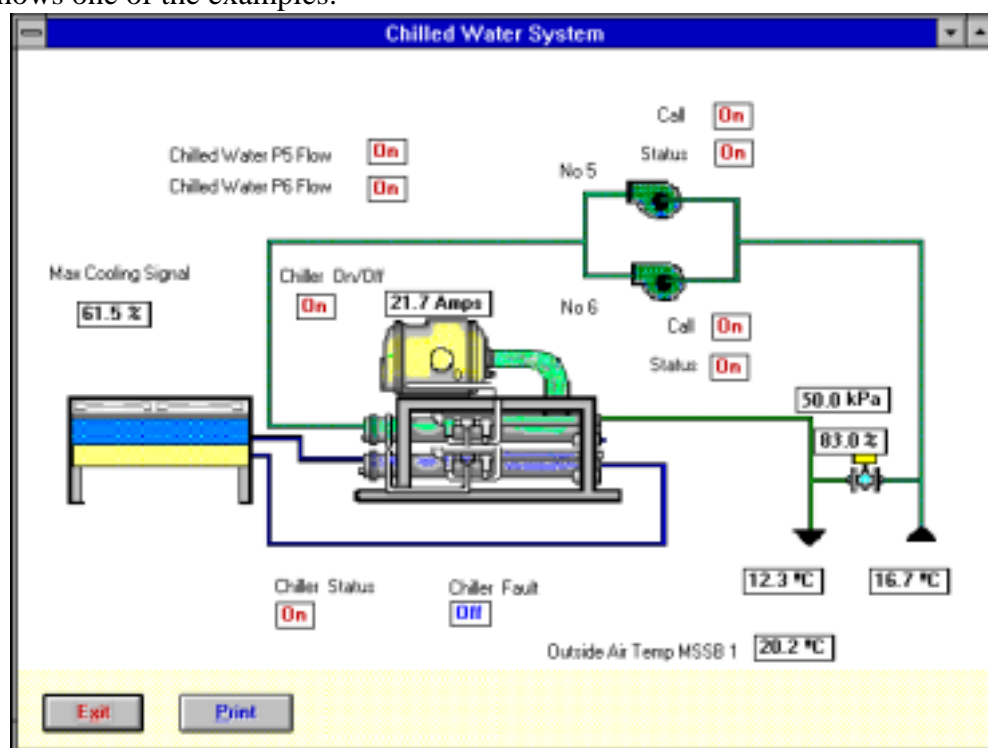 nows one of the examples.
Chilled Water System
Call On
Chilled Water P5 Flow On
Status On
Chilled Water P6 Flow On
No 5
Max Cooling Signal
Chiller On/Off
61.5 %
On
21.7 Amps
No 6
Call On
Status On
50.0 kPa
83.0 %
12.3 °C
16.7 °C
Chiller Status
On
Chiller Fault
Off
Outside Air Temp MSSB 1 20.2 °C
Exit
Print